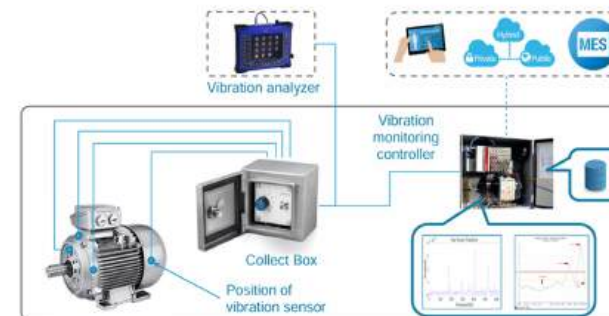 Hybrid
Private
Public
MES
Vibration analyzer
Vibration
monitoring
controller
Collect Box
Position of
vibration sensor